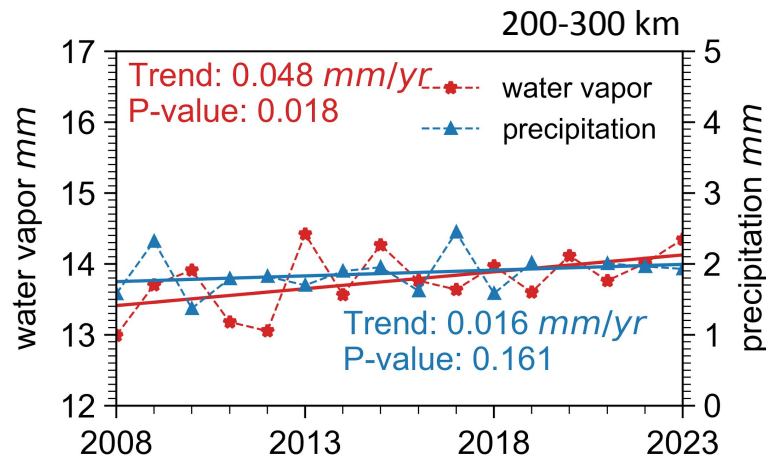 200-300 km
17
16
15
14
13
12
water vapor mm
Trend: 0.048 mm/yr
P-value: 0.018
water vapor
precipitation
Trend: 0.016 mm/yr
P-value: 0.161
5
4
3
2
1
0
precipitation mm
2008 2013 2018 2023